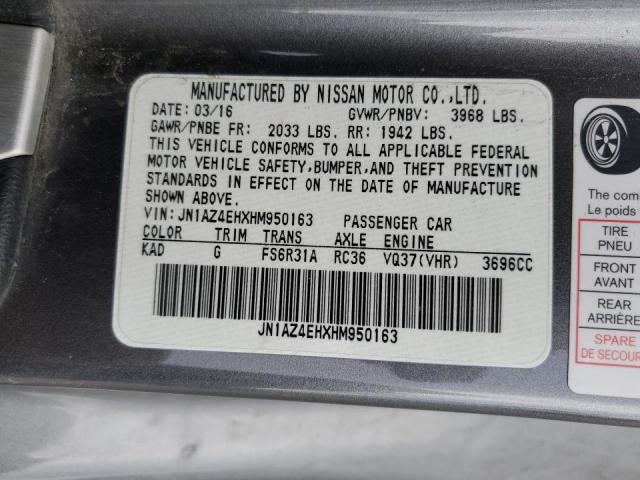 MANUFACTURED BY NISSAN MOTOR CO.,LTD.
DATE: 03/16 GVWR/PNBV: 3968 LBS.
GAWR/PNBE FR: 2033 LBS. RR: 1942 LBS.
THIS VEHICLE CONFORMS TO ALL APPLICABLE FEDERAL
MOTOR VEHICLE SAFETY,BUMPER,AND THEFT PREVENTION
STANDARDS IN EFFECT ON THE DATE OF MANUFACTURE
SHOWN ABOVE.
VIN: JN1AZ4EHXHM950163 PASSENGER CAR
COLOR TRIM TRANS AXLE ENGINE
KAD G FS6R31A RC36 VQ37(VHR) 3696CC
JN1AZ4EHXHM950163
The com
Le poids
TIRE
PNEU
FRONT
AVANT
REAR
ARRIÈRE
SPARE
DE SECOUR